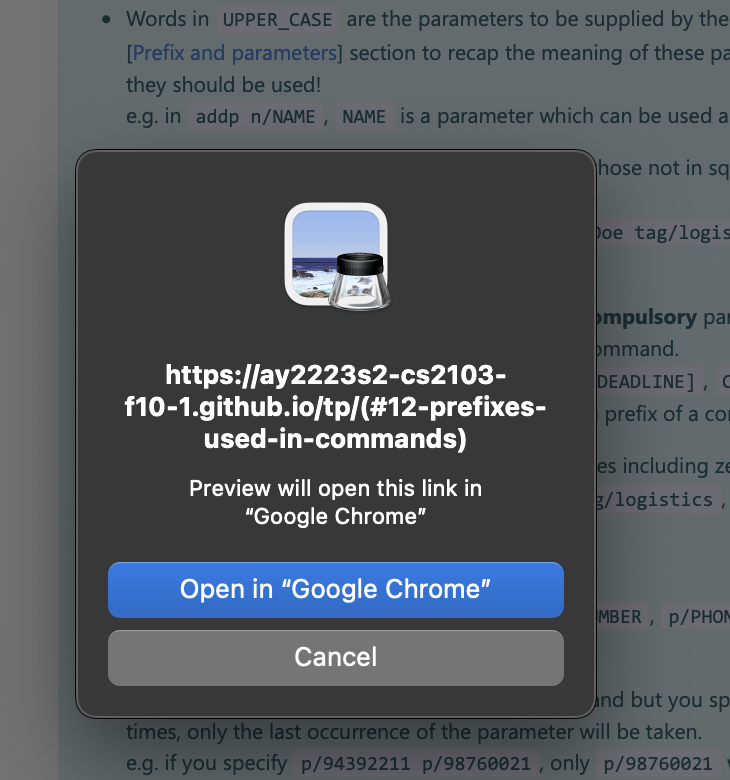 • Words in UPPER_CASE are the parameters to be supplied by the
[Prefix and parameters] section to recap the meaning of these pa
they should be used!
e.g. in addp n/NAME, NAME is a parameter which can be used a
hose not in sq
Doe tag/logis
ompulsory par
ommand.
[DEADLINE], C
prefix of a co
es including ze
g/logistics,
https://ay2223s2-cs2103-
f10-1.github.io/tp/(#12-prefixes-
used-in-commands)
Preview will open this link in
“Google Chrome”
Open in “Google Chrome”
Cancel
UMBER, p/PHON
and but you sp
times, only the last occurrence of the parameter will be taken.
e.g. if you specify p/94392211 p/98760021, only p/98760021